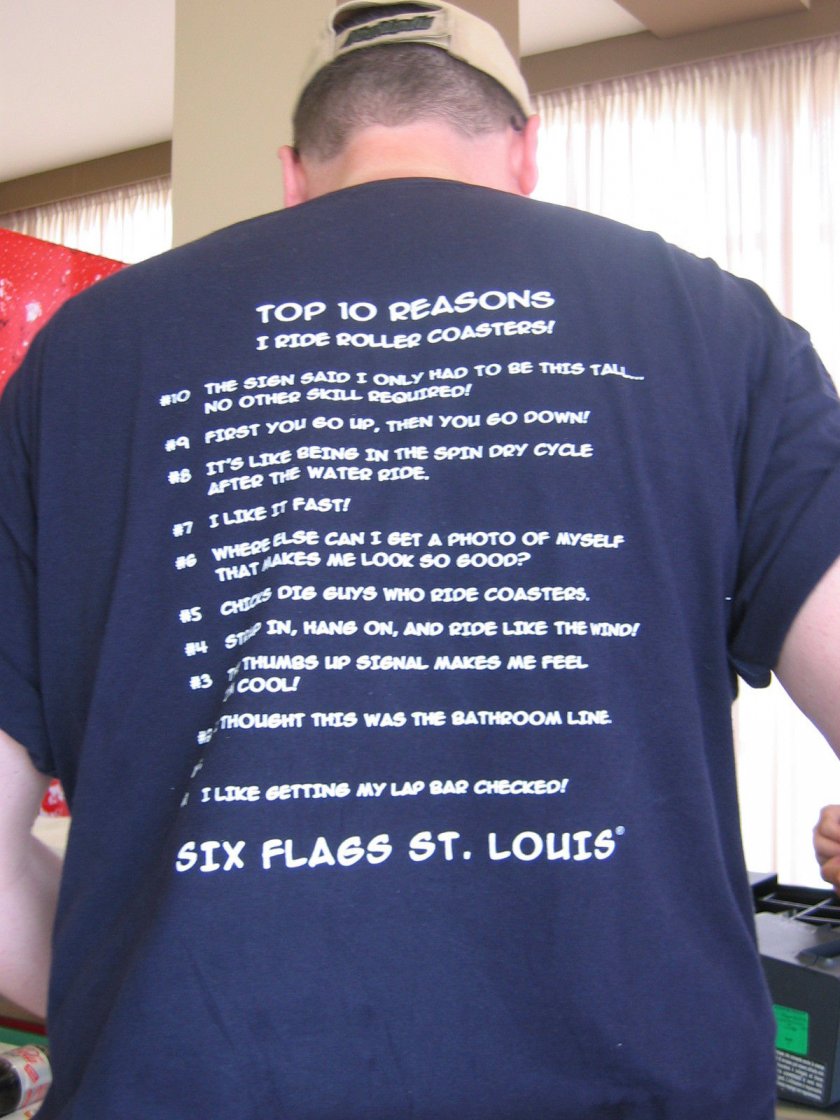 TOP 10 REASONS
I RIDE ROLLER COASTERS!
#10 THE SIGN SAID I ONLY HAD TO BE THIS TALL...
NO OTHER SKILL REQUIRED!
#9 FIRST YOU GO UP, THEN YOU GO DOWN!
#8 IT'S LIKE BEING IN THE SPIN DRY CYCLE
AFTER THE WATER RIDE.
#7 I LIKE IT FAST!
#6 WHERE ELSE CAN I GET A PHOTO OF MYSELF
THAT MAKES ME LOOK SO GOOD?
#5 CHICKS DIG GUYS WHO RIDE COASTERS.
#4 STRAP IN, HANG ON, AND RIDE LIKE THE WIND!
#3 THUMBS UP SIGNAL MAKES ME FEEL
COOL!
#2 THOUGHT THIS WAS THE BATHROOM LINE.
I LIKE GETTING MY LAP BAR CHECKED!
SIX FLAGS ST. LOUIS®